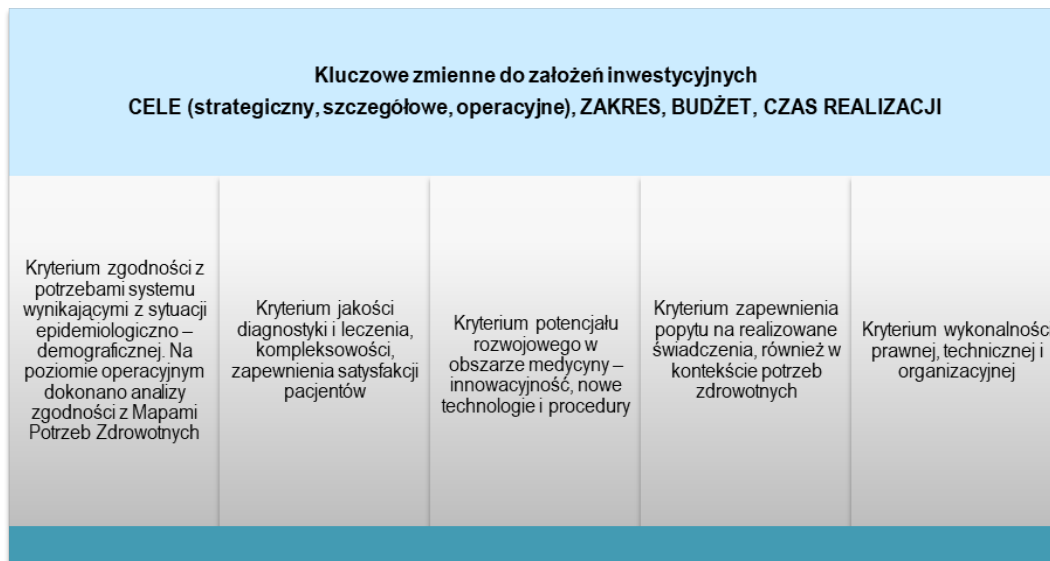 Kluczowe zmienne do założeń inwestycyjnych
CELE (strategiczny, szczegółowe, operacyjne), ZAKRES, BUDŻET, CZAS REALIZACJI
Kryterium zgodności z
potrzebami systemu
wynikającymi z sytuacji
epidemiologiczno –
demograficznej. Na
poziomie operacyjnym
dokonano analizy
zgodności z Mapami
Potrzeb Zdrowotnych
Kryterium jakości
diagnostyki i leczenia,
kompleksowości,
zapewnienia satysfakcji
pacjentów
Kryterium potencjału
rozwojowego w
obszarze medycyny –
innowacyjność, nowe
technologie i procedury
Kryterium zapewnienia
popytu na realizowane
świadczenia, również w
kontekście potrzeb
zdrowotnych
Kryterium wykonalności
prawnej, technicznej i
organizacyjnej